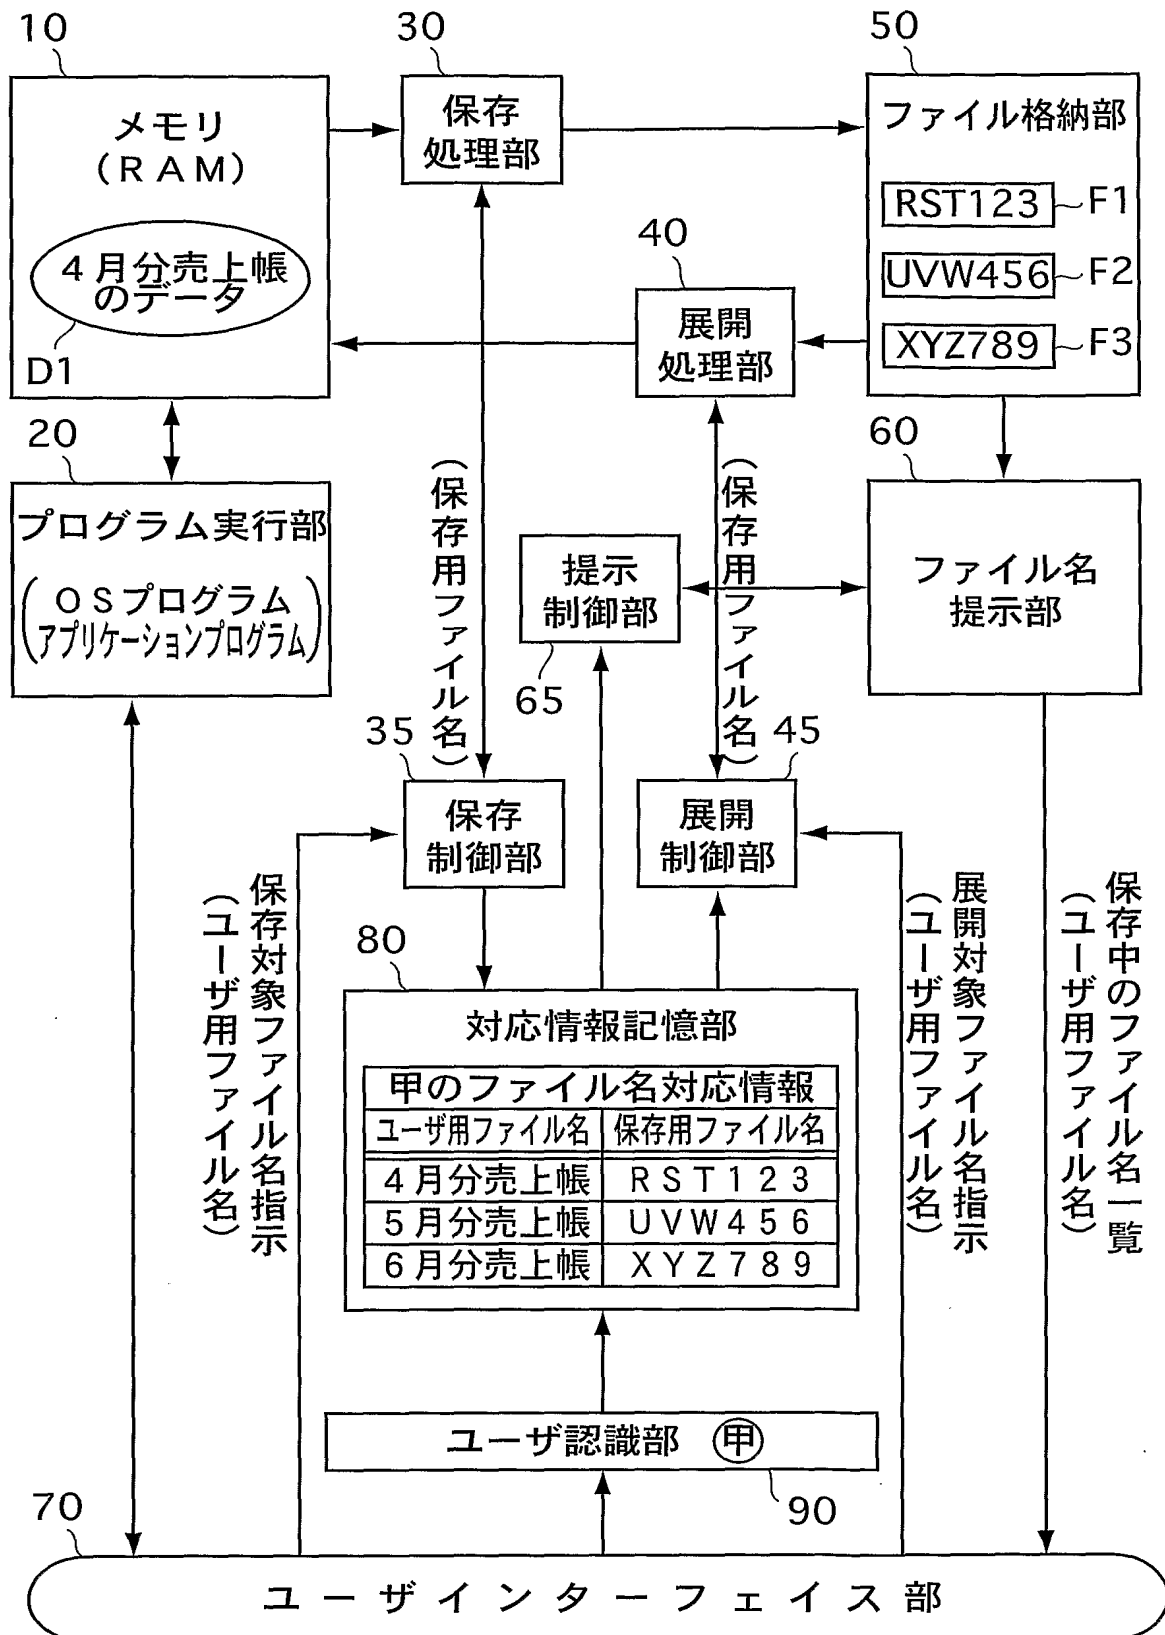 10
30
50
メモリ
(RAM)
4月分売上帳
のデータ
D1
保存
処理部
ファイル格納部
RST123
F1
UVW456
F2
XYZ789
F3
40
展開
処理部
20
プログラム実行部
(OSプログラム
アプリケーションプログラム)
(保存用ファイル名)
(保存用ファイル名)
提示
制御部
65
60
ファイル名
提示部
35
保存
制御部
45
展開
制御部
保存対象ファイル名指示
(ユーザ用ファイル名)
展開対象ファイル名指示
(ユーザ用ファイル名)
保存中のファイル名一覧
(ユーザ用ファイル名)
80
対応情報記憶部
甲のファイル名対応情報
ユーザ用ファイル名 保存用ファイル名
4月分売上帳 RST123
5月分売上帳 UVW456
6月分売上帳 XYZ789
ユーザ認識部 甲
90
70
ユーザインターフェイス部